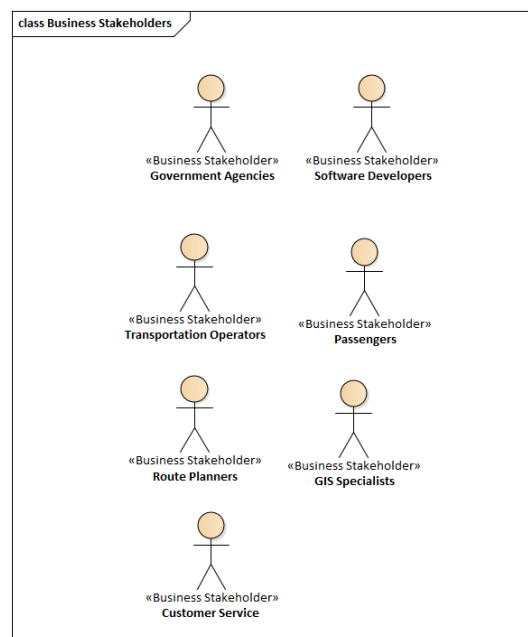 class Business Stakeholders
«Business Stakeholder»
Government Agencies
«Business Stakeholder»
Software Developers
«Business Stakeholder»
Transportation Operators
«Business Stakeholder»
Passengers
«Business Stakeholder»
Route Planners
«Business Stakeholder»
GIS Specialists
«Business Stakeholder»
Customer Service